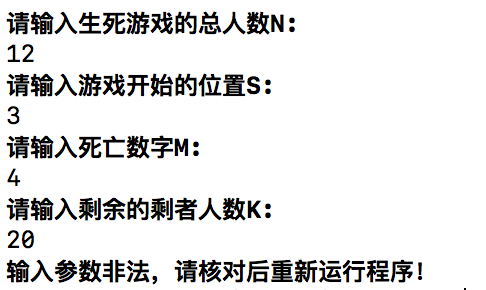 请输入生死游戏的总人数N:
12
请输入游戏开始的位置S:
3
请输入死亡数字M:
4
请输入剩余的剩者人数K:
20
输入参数非法，请核对后重新运行程序!